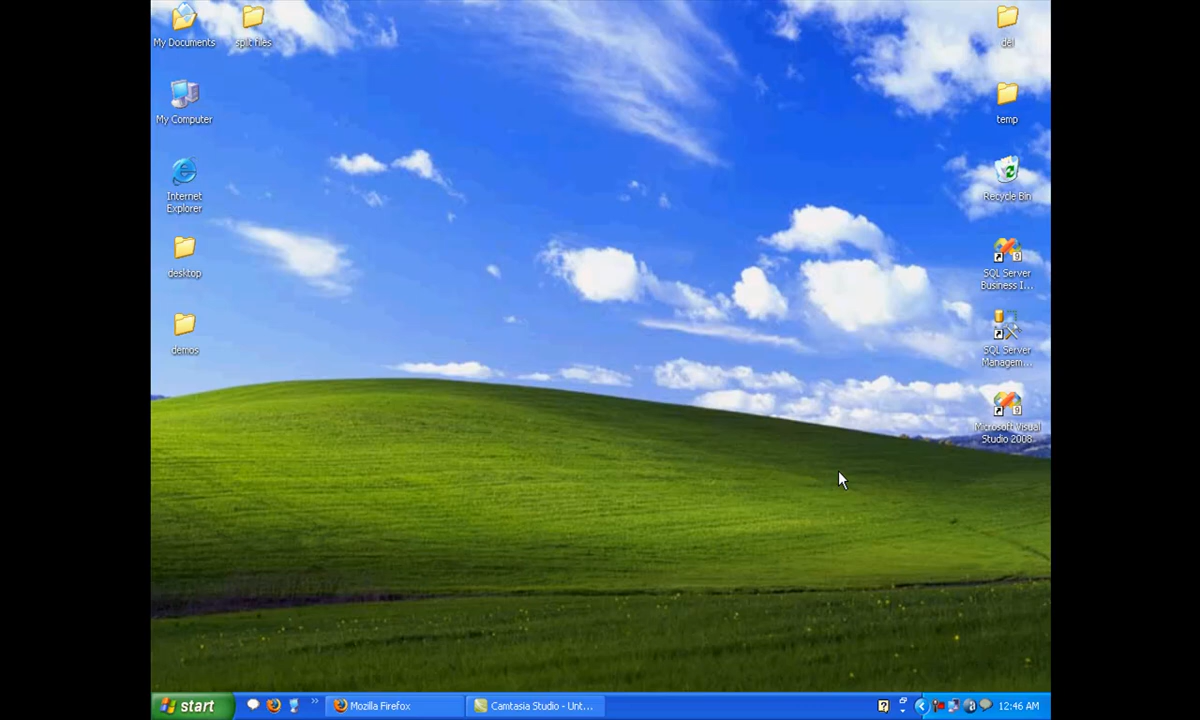 My Documents
split files
My Computer
Internet
Explorer
desktop
demos
del
temp
Recycle Bin
SQL Server
Business I...
SQL Server
Managem...
Microsoft Visual
Studio 2008
start
Mozilla Firefox
Camtasia Studio - Unt...
12:46 AM